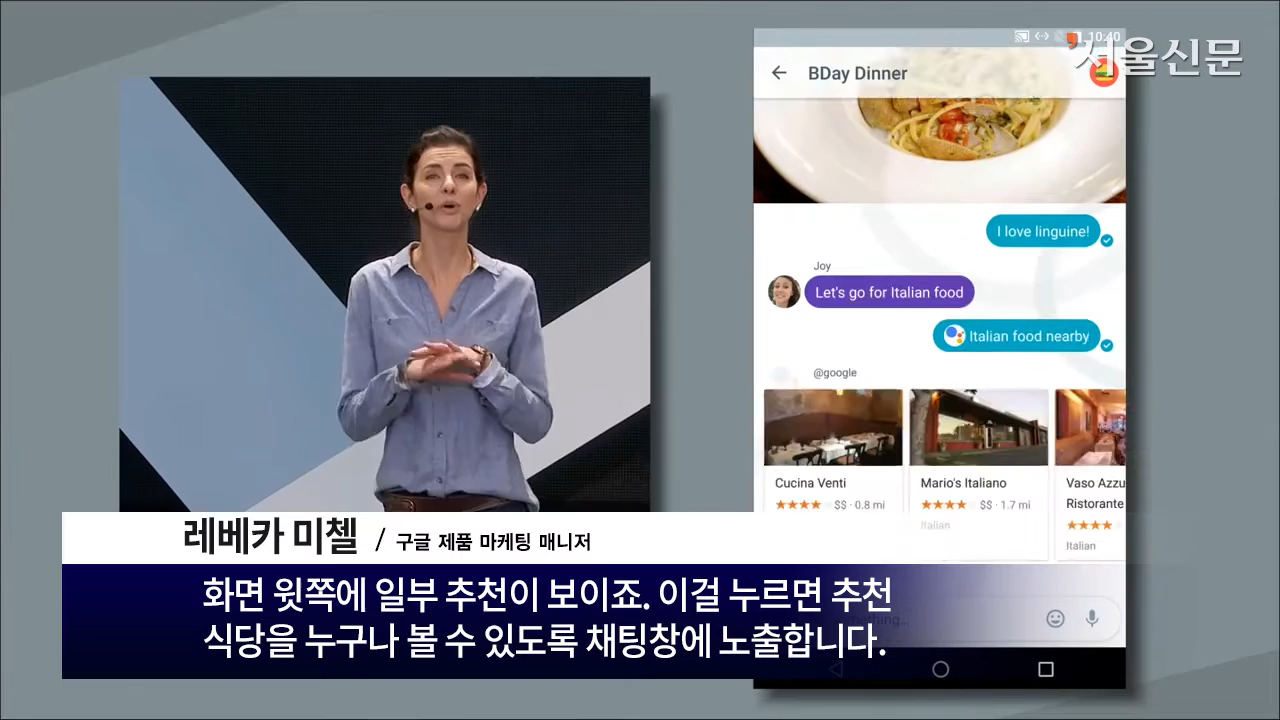 10:40
서울신문
BDay Dinner
I love linguine!
Joy
Let's go for Italian food
Italian food nearby
@google
Cucina Venti
$$ · 0.8 mi
Mario's Italiano
$$ · 1.7 mi
Italian
Vaso Azzu
Ristorante
Italian
레베카 미첼 / 구글 제품 마케팅 매니저
화면 윗쪽에 일부 추천이 보이죠. 이걸 누르면 추천
식당을 누구나 볼 수 있도록 채팅창에 노출합니다.